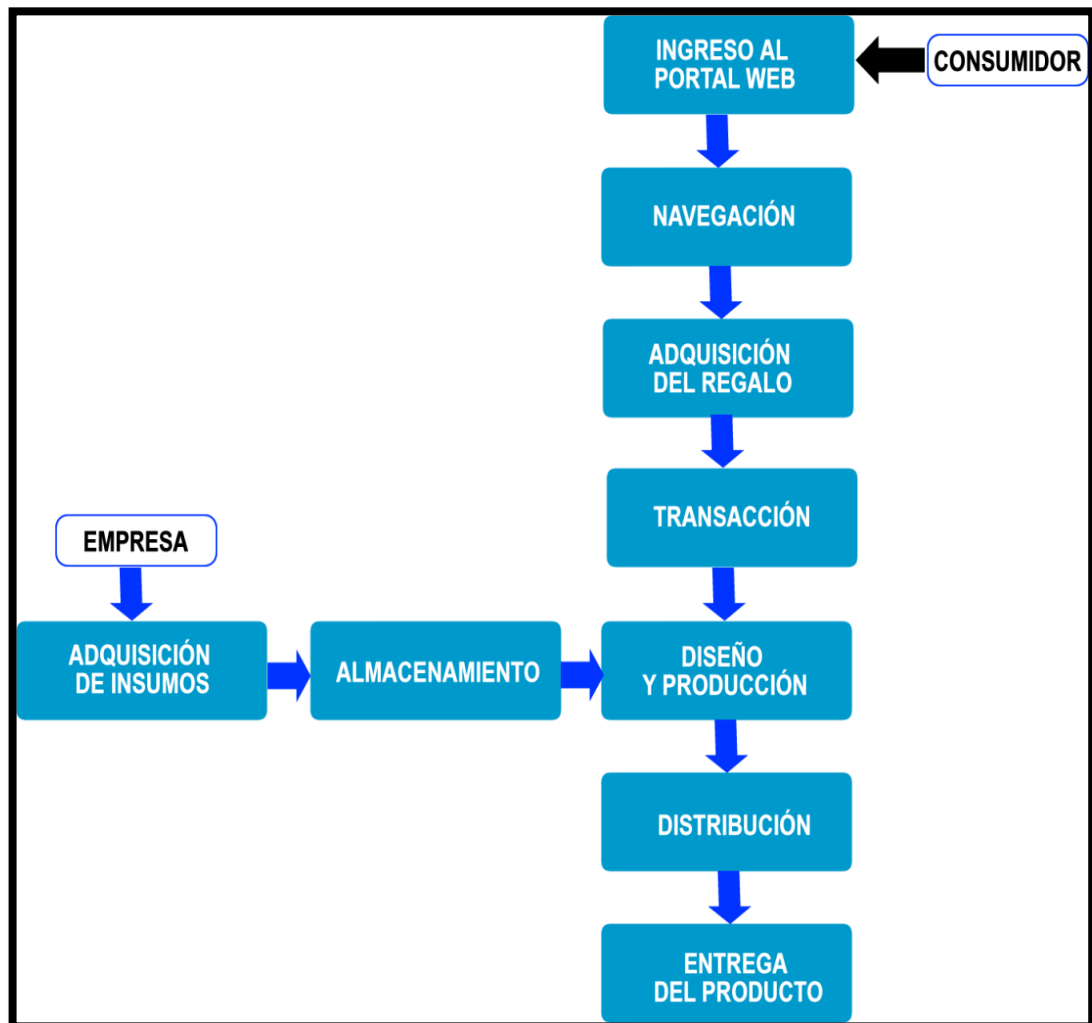 INGRESO AL
PORTAL WEB
CONSUMIDOR
NAVEGACIÓN
ADQUISICIÓN
DEL REGALO
TRANSACCIÓN
EMPRESA
ADQUISICIÓN
DE INSUMOS
ALMACENAMIENTO
DISEÑO
Y PRODUCCIÓN
DISTRIBUCIÓN
ENTREGA
DEL PRODUCTO